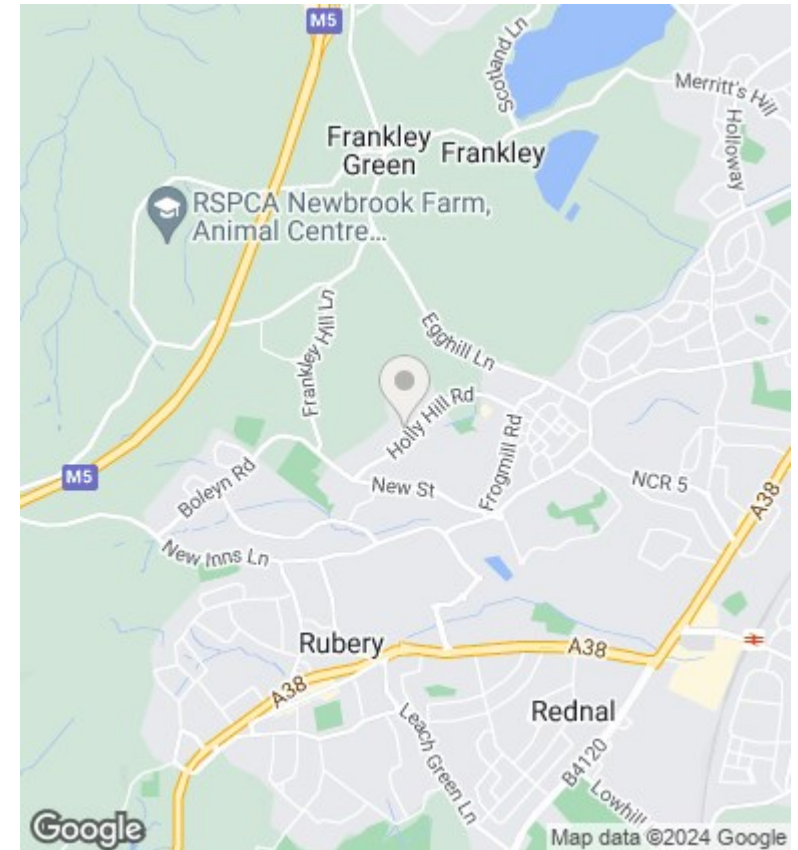 M5
Scotland Ln
Merritt's Hill
Holloway
Frankley
Green
Frankley
RSPCA Newbrook Farm,
Animal Centre...
Egghill Ln
Frankley Hill Ln
Holly Hill Rd
Frogmill Rd
M5
Boleyn Rd
New St
NCR 5
A38
New Inns Ln
Rubery
A38
A38
Rednal
Leach Green Ln
B4120
Lowhill
Google
Map data ©2024 Google